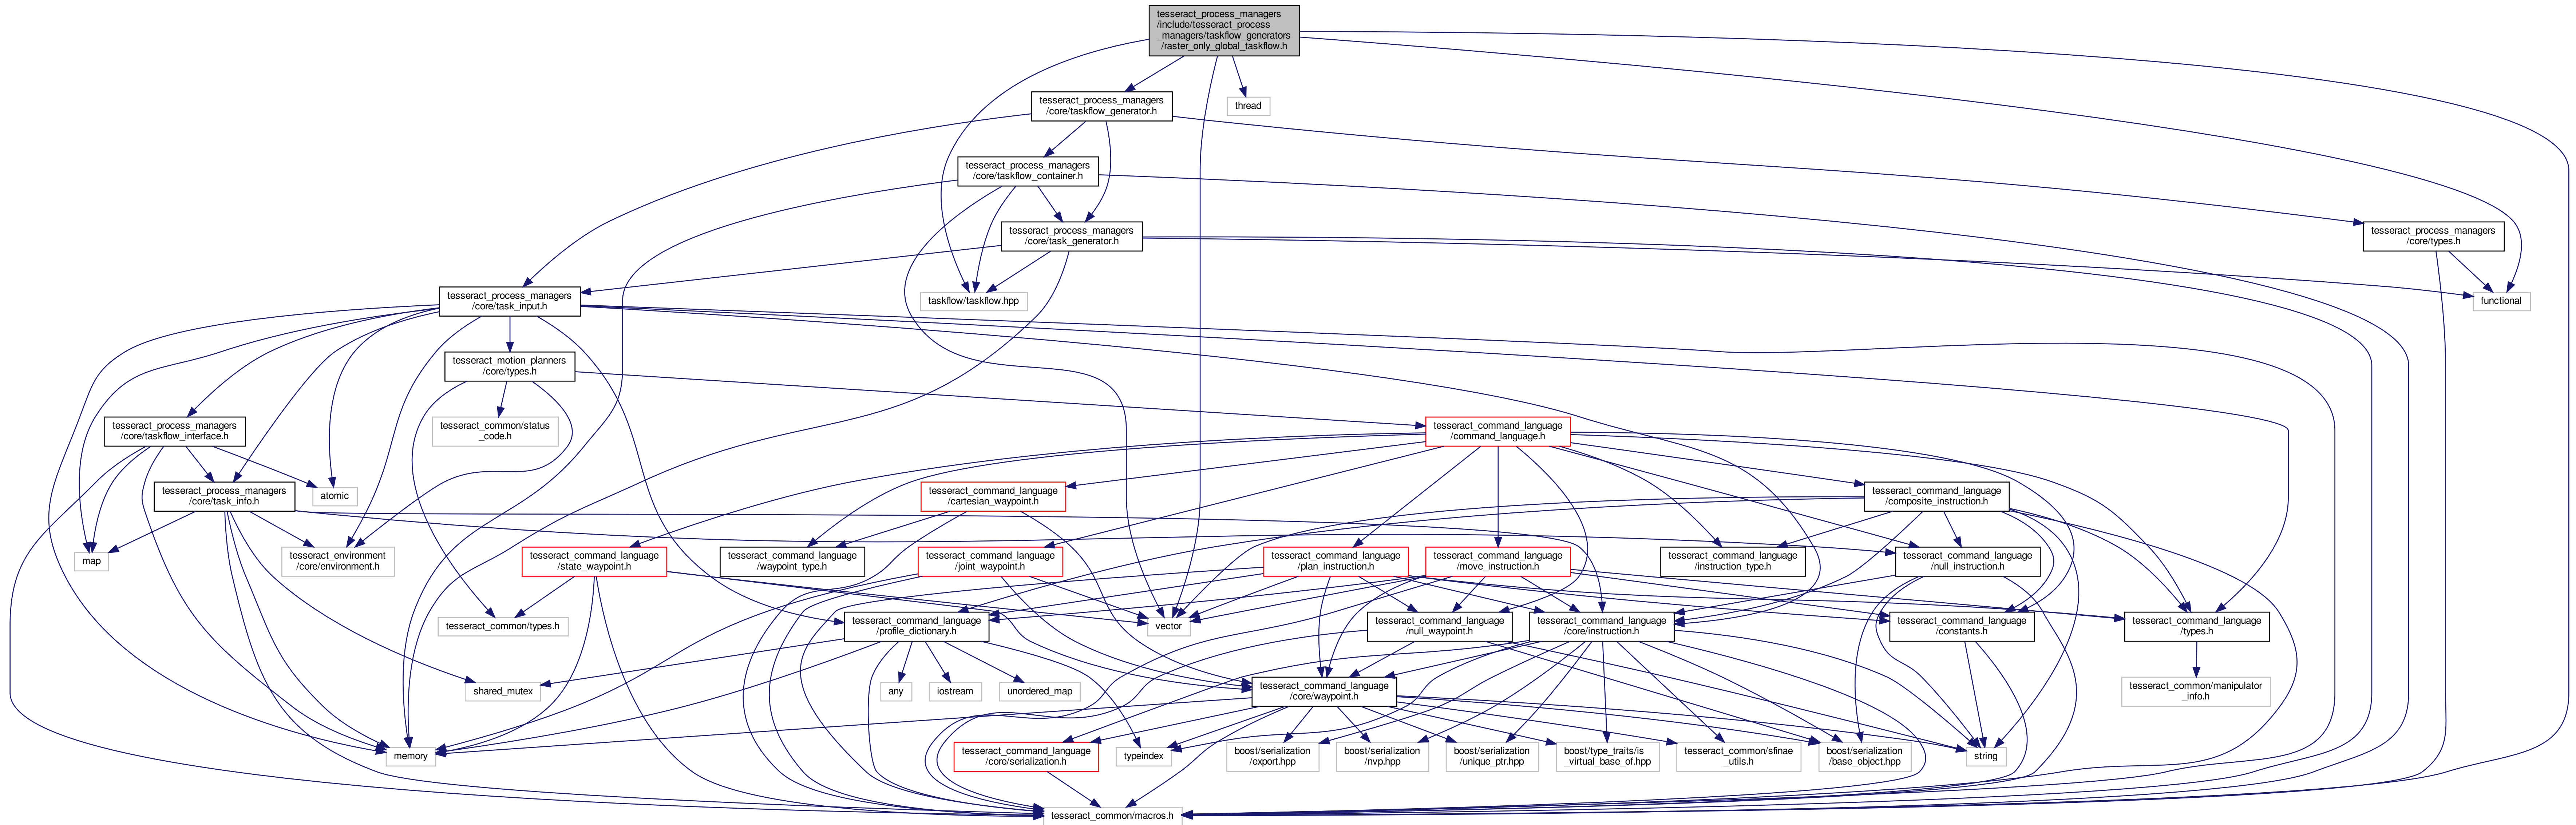 tesseract_process_managers
/include/tesseract_process
_managers/taskflow_generators
/raster_only_global_taskflow.h
tesseract_process_managers
/core/taskflow_generator.h
thread
tesseract_process_managers
/core/taskflow_container.h
tesseract_process_managers
/core/task_generator.h
tesseract_process_managers
/core/types.h
tesseract_process_managers
/core/task_input.h
taskflow/taskflow.hpp
functional
tesseract_motion_planners
/core/types.h
tesseract_process_managers
/core/taskflow_interface.h
tesseract_common/status
_code.h
tesseract_command_language
/command_language.h
tesseract_process_managers
/core/task_info.h
atomic
tesseract_command_language
/cartesian_waypoint.h
tesseract_command_language
/composite_instruction.h
map
tesseract_environment
/core/environment.h
tesseract_command_language
/state_waypoint.h
tesseract_command_language
/waypoint_type.h
tesseract_command_language
/joint_waypoint.h
tesseract_command_language
/plan_instruction.h
tesseract_command_language
/move_instruction.h
tesseract_command_language
/instruction_type.h
tesseract_command_language
/null_instruction.h
tesseract_common/types.h
tesseract_command_language
/profile_dictionary.h
vector
tesseract_command_language
/null_waypoint.h
tesseract_command_language
/core/instruction.h
tesseract_command_language
/constants.h
tesseract_command_language
/types.h
shared_mutex
any
iostream
unordered_map
tesseract_command_language
/core/waypoint.h
tesseract_common/manipulator
_info.h
memory
tesseract_command_language
/core/serialization.h
typeindex
boost/serialization
/export.hpp
boost/serialization
/nvp.hpp
boost/serialization
/unique_ptr.hpp
boost/type_traits/is
_virtual_base_of.hpp
tesseract_common/sfinae
_utils.h
boost/serialization
/base_object.hpp
string
tesseract_common/macros.h